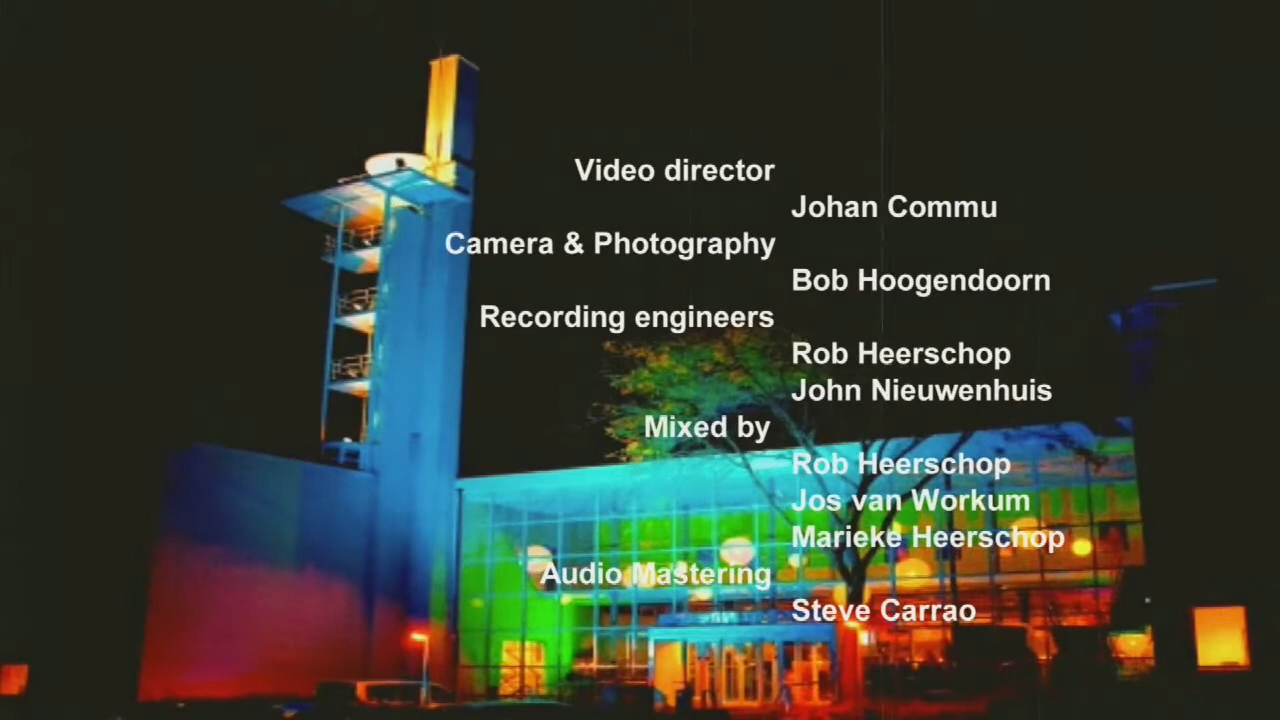 Video director
Johan Commu
Camera & Photography
Bob Hoogendoorn
Recording engineers
Rob Heerschop
John Nieuwenhuis
Mixed by
Rob Heerschop
Jos van Workum
Marieke Heerschop
Audio Mastering
Steve Carrao